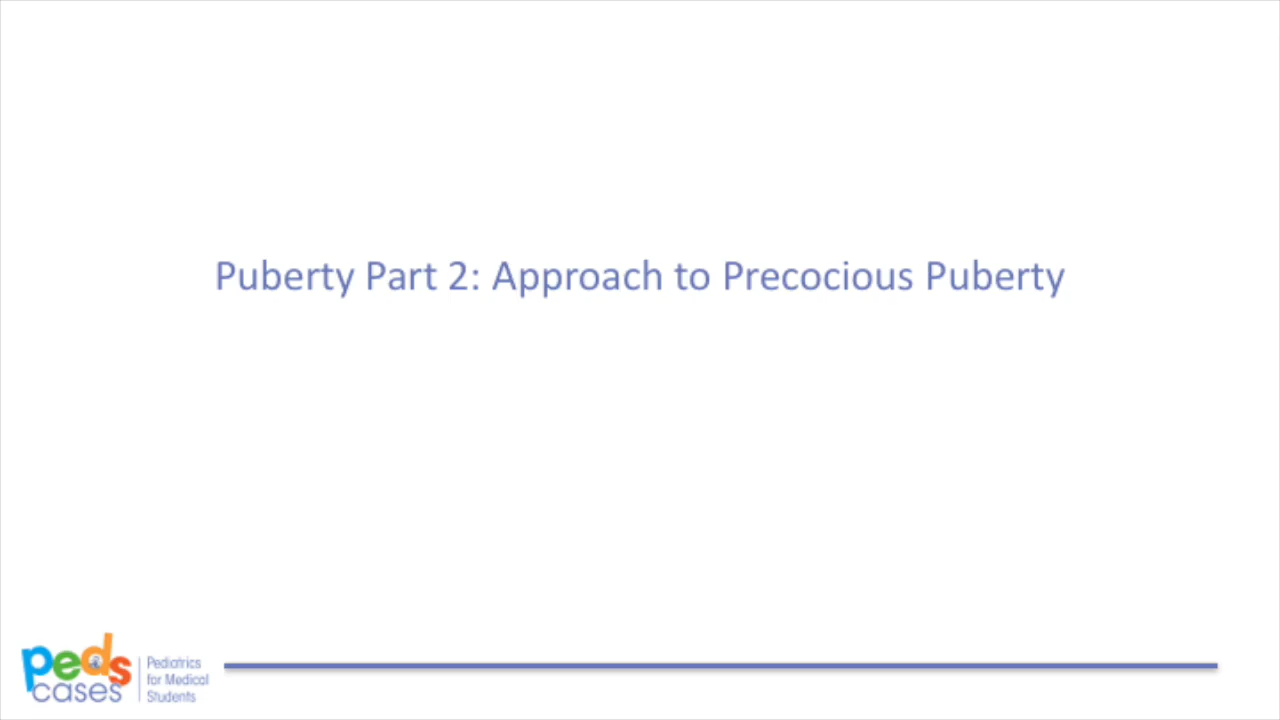 Puberty Part 2: Approach to Precocious Puberty
peds
cases
Pediatrics
for Medical
Students